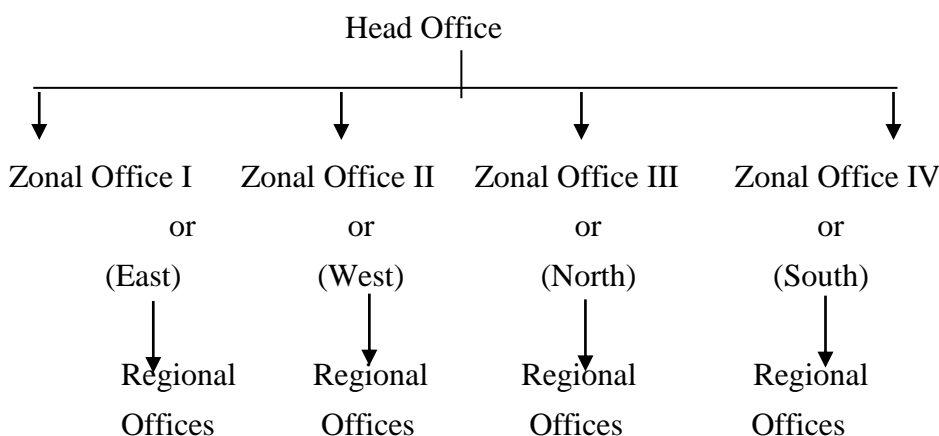 Head Office
Zonal Office I Zonal Office II Zonal Office III Zonal Office IV
or or or or
(East) (West) (North) (South)
Regional Regional Regional Regional
Offices Offices Offices Offices